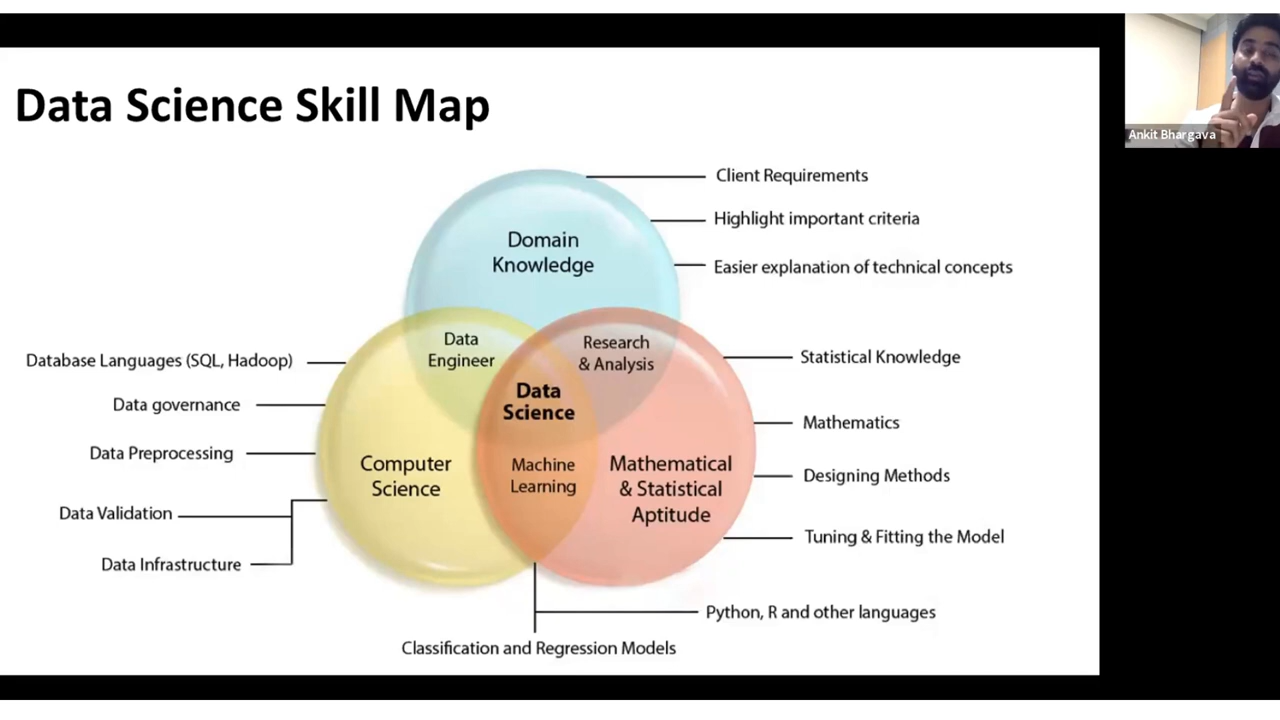 Data Science Skill Map
Ankit Bhargava
Client Requirements
Highlight important criteria
Easier explanation of technical concepts
Domain
Knowledge
Data
Engineer
Research
& Analysis
Data
Science
Machine
Learning
Computer
Science
Mathematical
& Statistical
Aptitude
Database Languages (SQL, Hadoop)
Data governance
Data Preprocessing
Data Validation
Data Infrastructure
Statistical Knowledge
Mathematics
Designing Methods
Tuning & Fitting the Model
Python, R and other languages
Classification and Regression Models